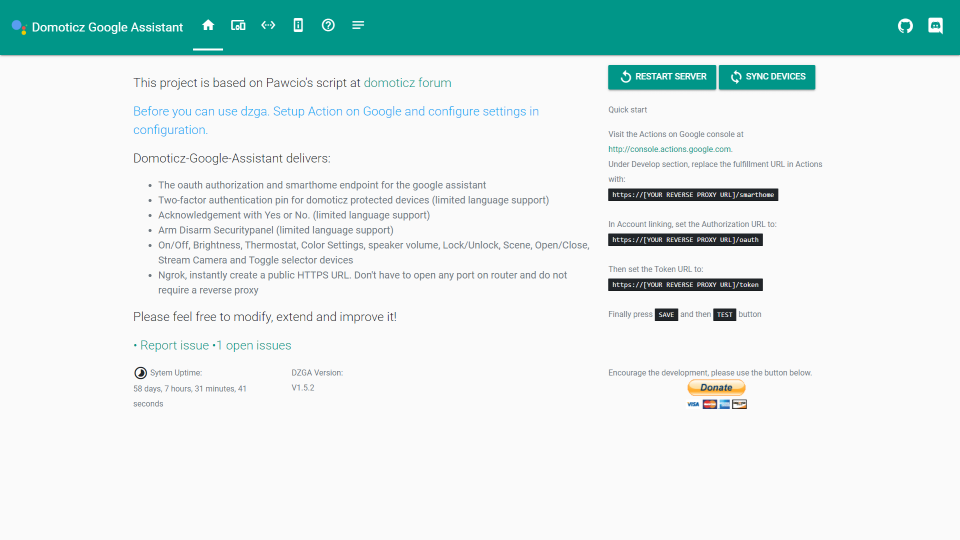 Domoticz Google Assistant
This project is based on Pawcio's script at domoticz forum
Before you can use dzga. Setup Action on Google and configure settings in
configuration.
Domoticz-Google-Assistant delivers:
• The oauth authorization and smarthome endpoint for the google assistant
• Two-factor authentication pin for domoticz protected devices (limited language support)
• Acknowledgement with Yes or No. (limited language support)
• Arm Disarm Securitypanel (limited language support)
• On/Off, Brightness, Thermostat, Color Settings, speaker volume, Lock/Unlock, Scene, Open/Close,
Stream Camera and Toggle selector devices
• Ngrok, instantly create a public HTTPS URL. Don't have to open any port on router and do not
require a reverse proxy
Please feel free to modify, extend and improve it!
• Report issue •1 open issues
Sytem Uptime:
58 days, 7 hours, 31 minutes, 41
seconds
DZGA Version:
V1.5.2
RESTART SERVER SYNC DEVICES
Quick start
Visit the Actions on Google console at
http://console.actions.google.com.
Under Develop section, replace the fulfillment URL in Actions
with:
https://[YOUR REVERSE PROXY URL]/smarthome
In Account linking, set the Authorization URL to:
https://[YOUR REVERSE PROXY URL]/oauth
Then set the Token URL to:
https://[YOUR REVERSE PROXY URL]/token
Finally press SAVE and then TEST button
Encourage the development, please use the button below.
Donate
VISA